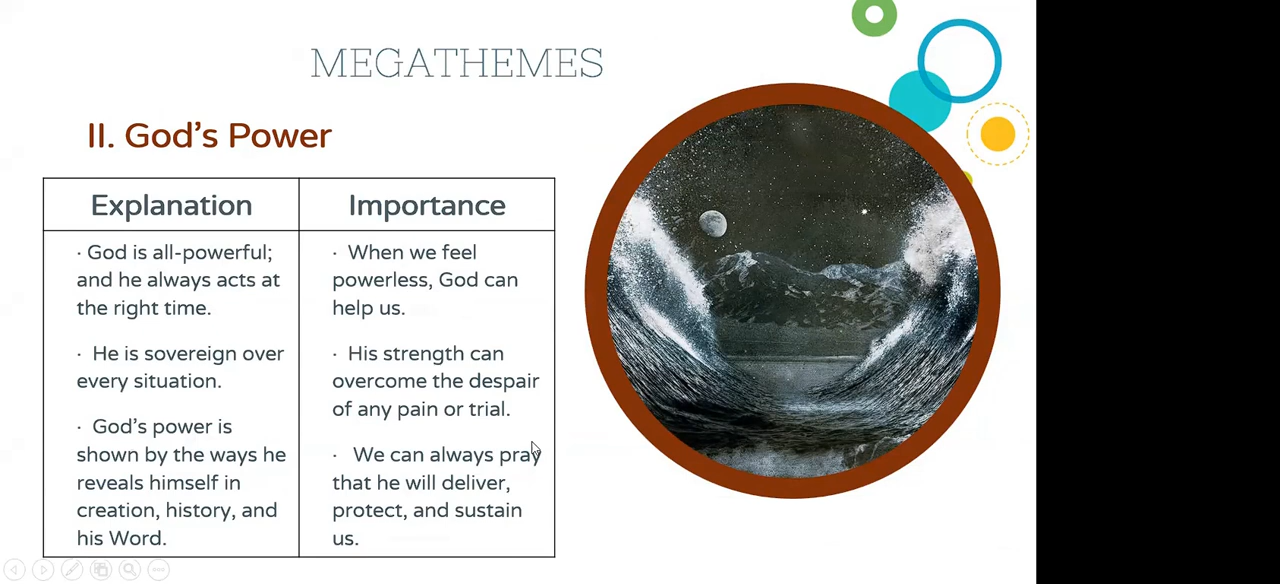 MEGATHEMES
II. God's Power
Explanation
Importance
· God is all-powerful;
and he always acts at
the right time.
· He is sovereign over
every situation.
· God's power is
shown by the ways he
reveals himself in
creation, history, and
his Word.
· When we feel
powerless, God can
help us.
· His strength can
overcome the despair
of any pain or trial.
· We can always pray
that he will deliver,
protect, and sustain
us.